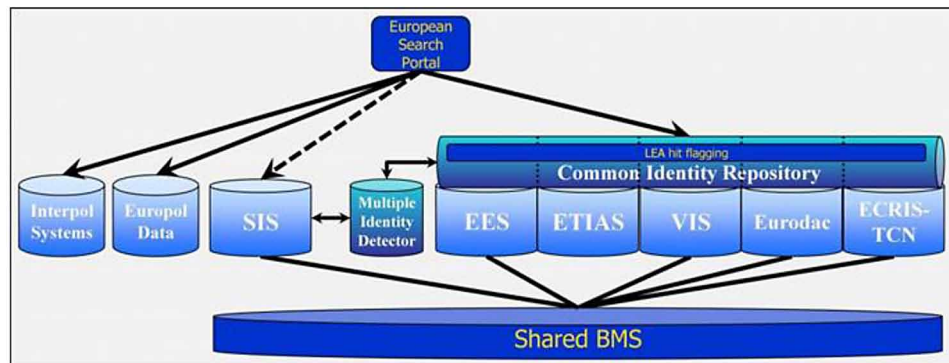 European
Search
Portal
LEA hit flagging
Common Identity Repository
Interpol
Systems
Europol
Data
SIS
Multiple
Identity
Detector
EES
ETIAS
VIS
Eurodac
ECRIS-
TCN
Shared BMS